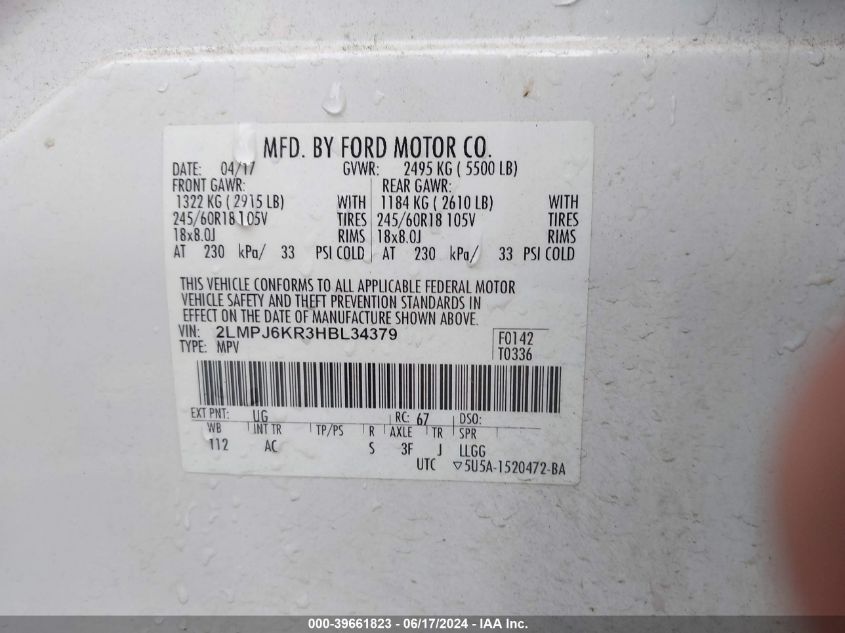 MFD. BY FORD MOTOR CO.
DATE: 04/17 GVWR: 2495 KG ( 5500 LB)
FRONT GAWR: REAR GAWR:
1322 KG ( 2915 LB) WITH 1184 KG ( 2610 LB) WITH
245/60R18 105V TIRES 245/60R18 105V TIRES
18x8.0J RIMS 18x8.0J RIMS
AT 230 kPa/ 33 PSI COLD AT 230 kPa/ 33 PSI COLD
THIS VEHICLE CONFORMS TO ALL APPLICABLE FEDERAL MOTOR
VEHICLE SAFETY AND THEFT PREVENTION STANDARDS IN
EFFECT ON THE DATE OF MANUFACTURE SHOWN ABOVE.
VIN: 2LMPJ6KR3HBL34379 F0142
TYPE: MPV T0336
EXT PNT: UG RC: 67 DSO:
WB INT TR TP/PS R AXLE TR SPR
112 AC S 3F J LLGG
UTC ▽5U5A-1520472-BA
000-39661823 - 06/17/2024 - IAA Inc.